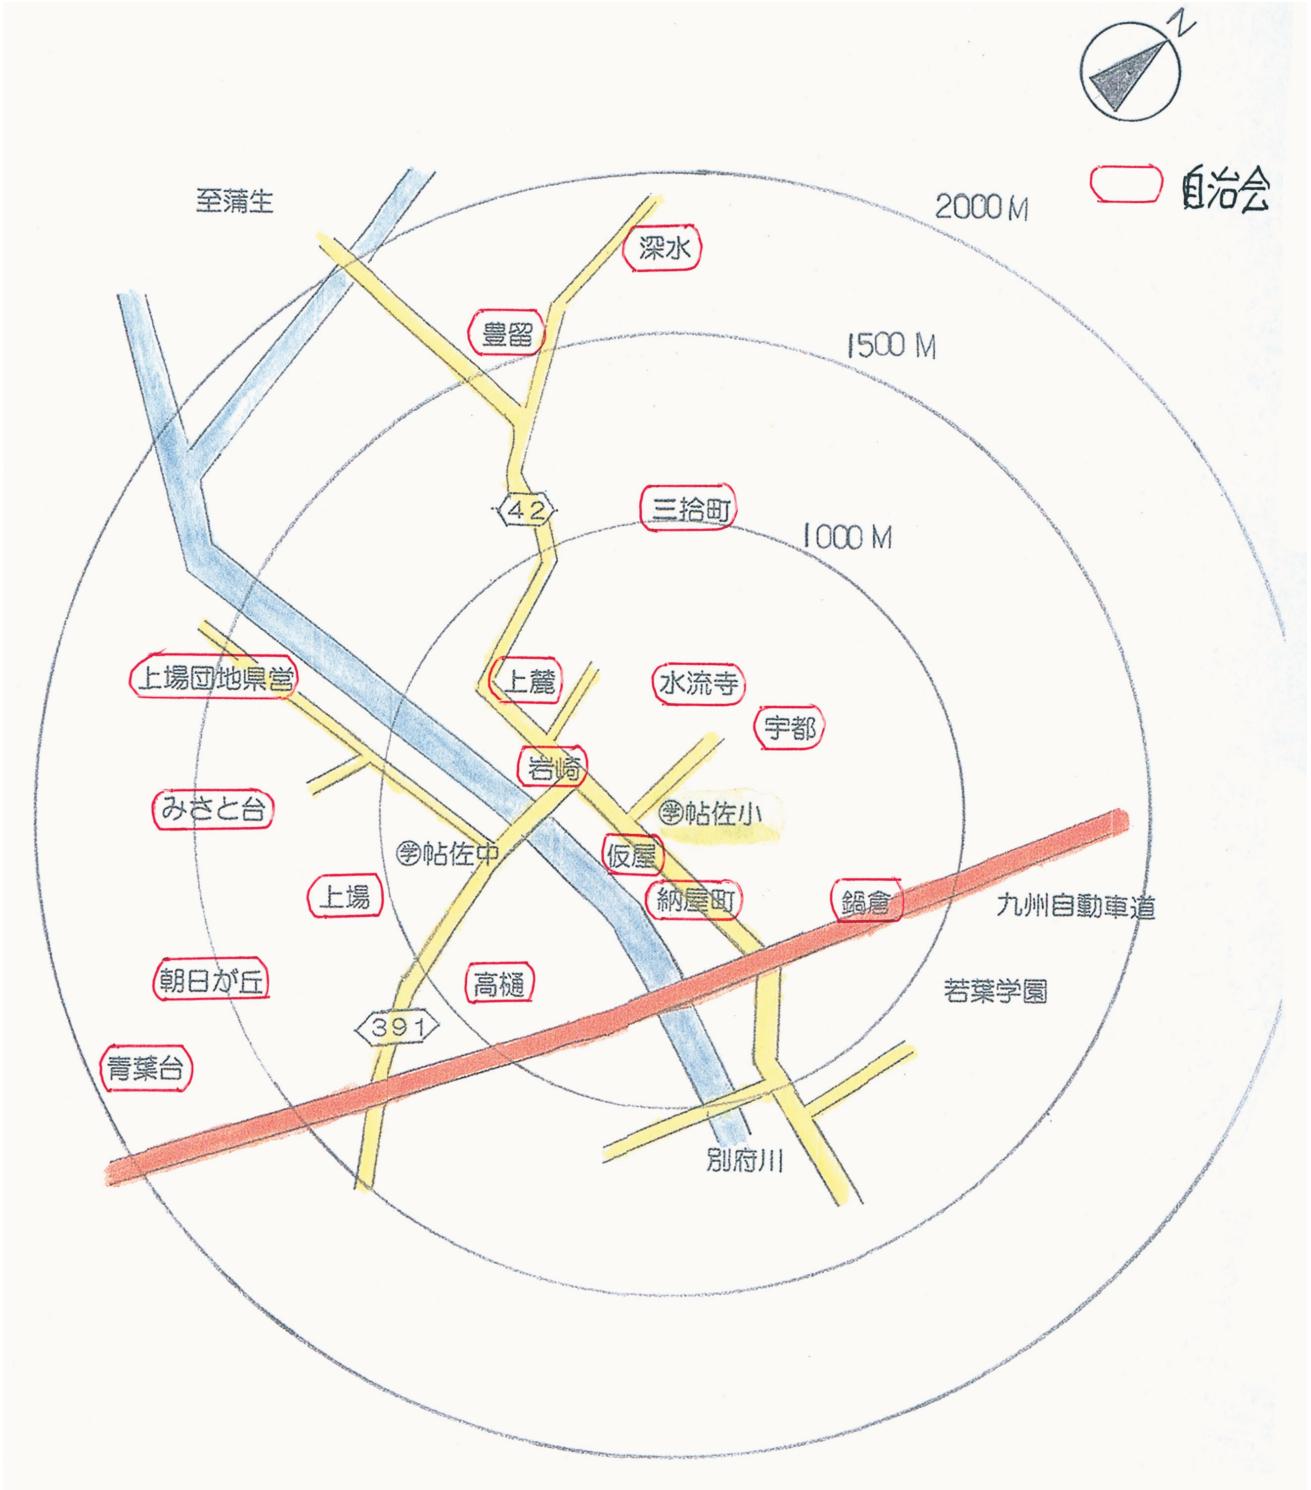 N
自治会
至蒲生
2000M
深水
豊留
1500M
42
三拾町
1000M
上場団地県営
上麓
水流寺
宇都
岩崎
みさと台
学帖佐小
学帖佐中
仮屋
上場
納屋町
鍋倉
九州自動車道
朝日が丘
高樋
若葉学園
391
青葉台
別府川